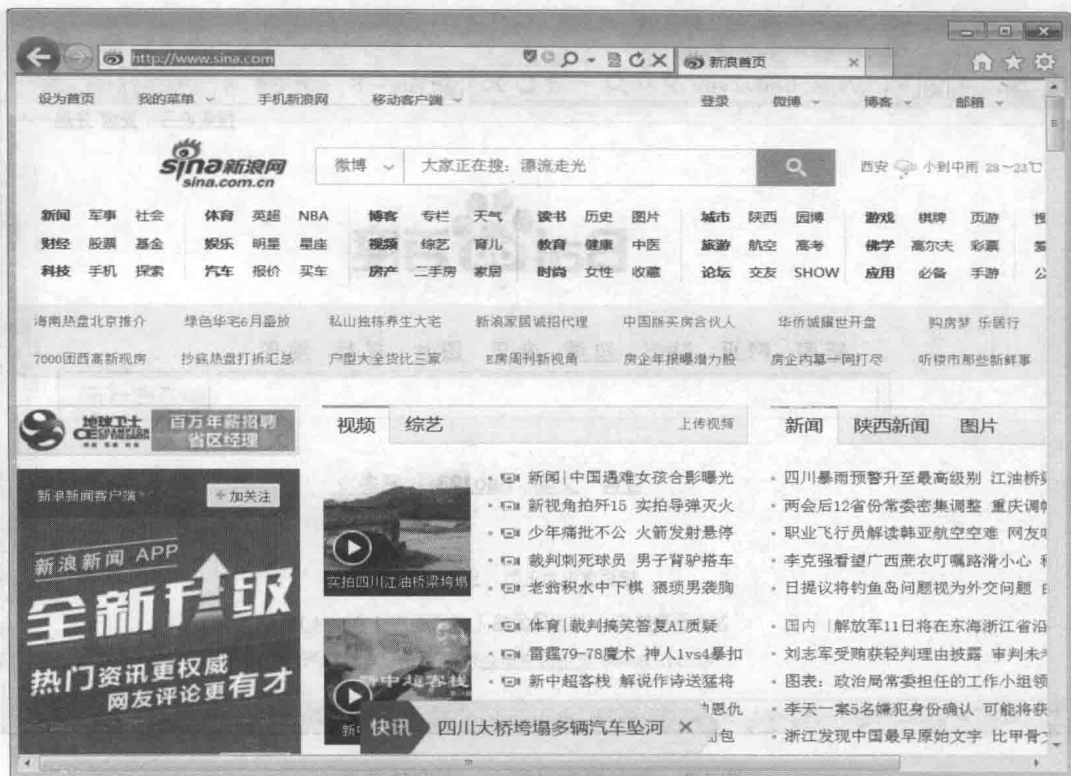 http://www.sina.com
新浪首页
设为首页 我的菜单 手机新浪网 移动客户端 登录 微博 博客 邮箱
sina新浪网
sina.com.cn
微博 大家正在搜：漂流走光
西安 小到中雨 28~23℃
新闻 军事 社会 体育 英超 NBA 博客 专栏 天气 读书 历史 图片 城市 陕西 园博 游戏 棋牌 页游
财经 股票 基金 娱乐 明星 星座 视频 综艺 育儿 教育 健康 中医 旅游 航空 高考 佛学 高尔夫 彩票
科技 手机 探索 汽车 报价 买车 房产 二手房 家居 时尚 女性 收藏 论坛 交友 SHOW 应用 必备 手游
海南热盘北京推介 绿色华宅6月盛放 私山独拣养生大宅 新浪家居诚招代理 中国版买房合伙人 华侨城耀世开盘 购房梦 乐居行
7000团西高新现房 抄底热盘打折汇总 户型大全货比三家 E房周刊新视角 房企年报曝潜力股 房企内幕一网打尽 听楼市那些新鲜事
地球卫士
百万年薪招聘
省区经理
新浪新闻客户端
+加关注
新浪新闻 APP
全新升级
热门资讯更权威
网友评论更有才
视频 综艺 上传视频
实拍四川江油桥梁垮塌
新闻|中国遇难女孩合影曝光
新视角拍歼15 实拍导弹灭火
少年痛批不公 火箭发射悬停
裁判刺死球员 男子背驴搭车
老翁积水中下棋 猥琐男袭胸
体育|裁判搞笑答复AI质疑
雷霆79-78魔术 神人1vs4暴扣
新中超客栈 解说作诗送猛将
恩仇
包
新中超客栈
新闻 陕西新闻 图片
四川暴雨预警升至最高级别 江油桥
两会后12省份常委密集调整 重庆调
职业飞行员解读韩亚航空空难 网友
李克强看望广西蔗农叮嘱路滑小心
日提议将钓鱼岛问题视为外交问题
国内 |解放军11日将在东海浙江省沿
刘志军受贿获轻判理由披露 审判未
图表：政治局常委担任的工作小组领
李天一案5名嫌犯身份确认 可能将获
浙江发现中国最早原始文字 比甲骨
快讯 四川大桥垮塌多辆汽车坠河